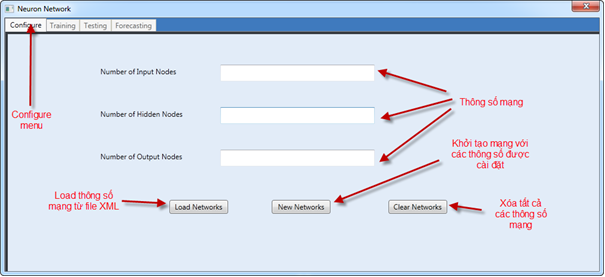 Neuron Network
Configure Training Testing Forecasting
Number of Input Nodes
Thông số mạng
Configure
menu
Number of Hidden Nodes
Khởi tạo mạng với
các thông số được
cài đặt
Number of Output Nodes
Load thông số
mạng từ file XML
Load Networks New Networks Clear Networks
Xóa tất cả
các thông số
mạng